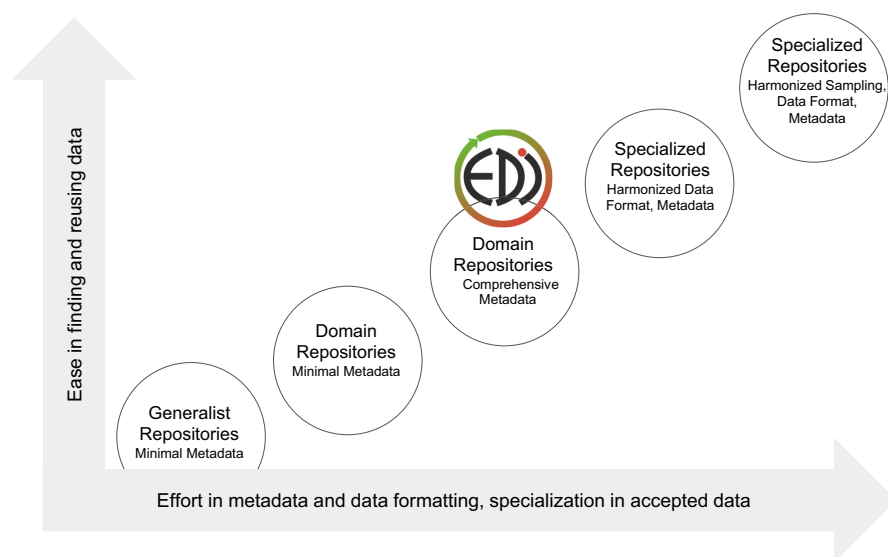 Specialized
Repositories
Harmonized Sampling,
Data Format,
Metadata
Specialized
Repositories
Harmonized Data
Format, Metadata
EDI
Domain
Repositories
Comprehensive
Metadata
Domain
Repositories
Minimal Metadata
Generalist
Repositories
Minimal Metadata
Ease in finding and reusing data
Effort in metadata and data formatting, specialization in accepted data